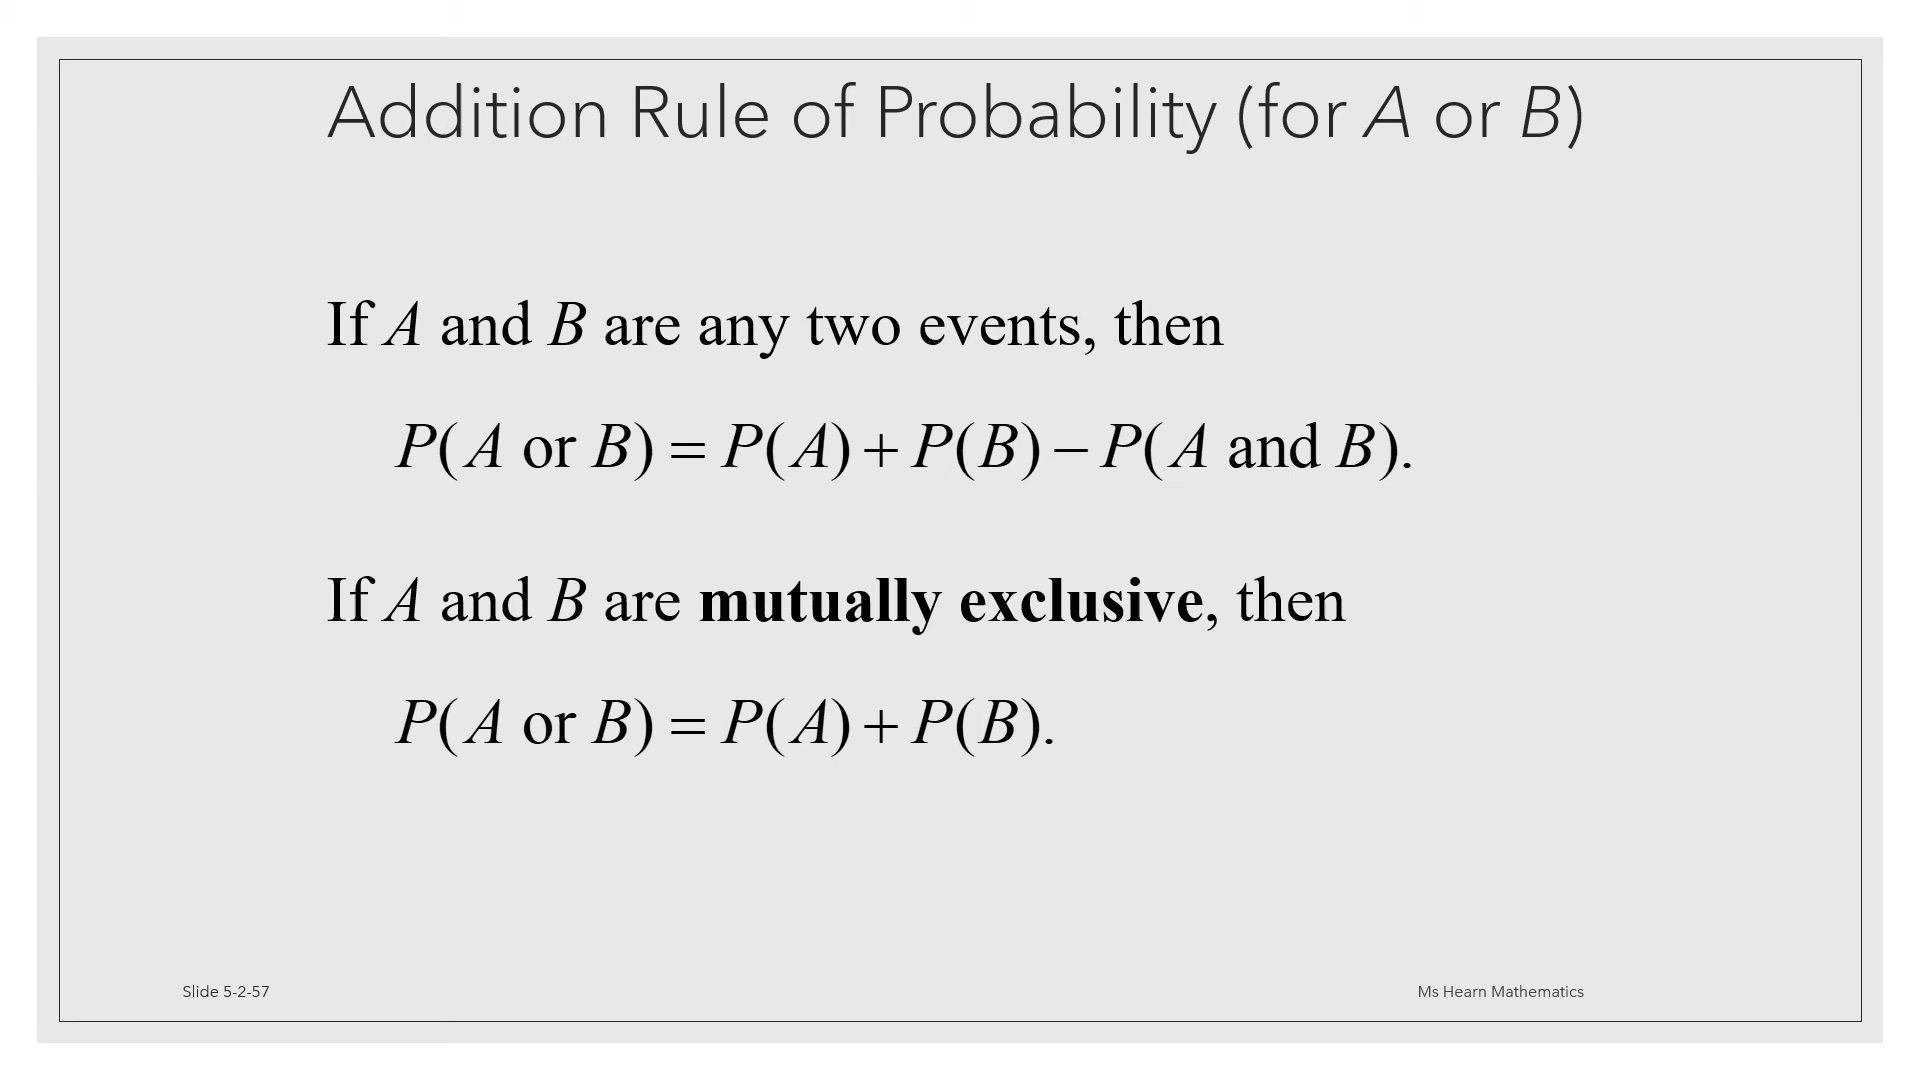 Addition Rule of Probability (for A or B)
If A and B are any two events, then
P(A or B) = P(A) + P(B) − P(A and B).
If A and B are mutually exclusive, then
P(A or B) = P(A) + P(B).
Slide 5-2-57
Ms Hearn Mathematics